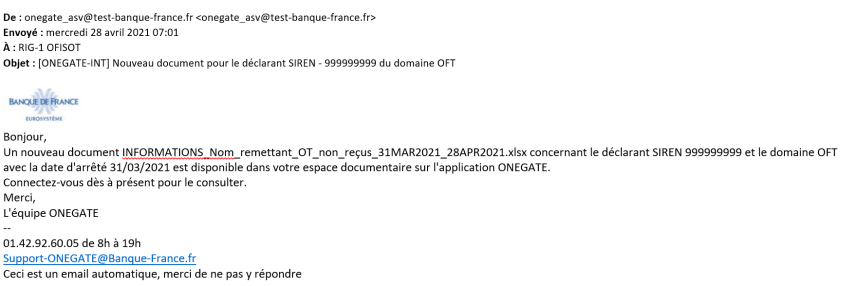 De : onegate_asv@test-banque-france.fr <onegate_asv@test-banque-france.fr>
Envoyé : mercredi 28 avril 2021 07:01
À : RIG-1 OFISOT
Objet : [ONEGATE-INT] Nouveau document pour le déclarant SIREN - 999999999 du domaine OFT
BANQUE DE FRANCE
EUROSYSTÈME
Bonjour,
Un nouveau document INFORMATIONS_Nom_remettant_OT_non_reçus_31MAR2021_28APR2021.xlsx concernant le déclarant SIREN 999999999 et le domaine OFT
avec la date d'arrêté 31/03/2021 est disponible dans votre espace documentaire sur l'application ONEGATE.
Connectez-vous dès à présent pour le consulter.
Merci,
L'équipe ONEGATE
--
01.42.92.60.05 de 8h à 19h
Support-ONEGATE@Banque-France.fr
Ceci est un email automatique, merci de ne pas y répondre